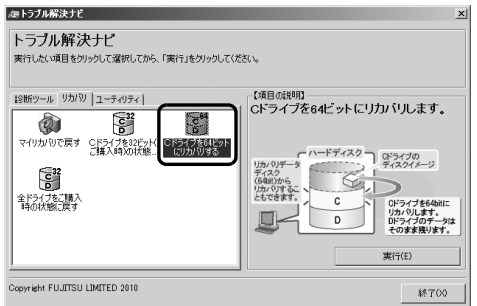 トラブル解決ナビ
トラブル解決ナビ
実行したい項目をクリックして選択してから、「実行」をクリックしてください。
診断ツール
リカバリ
ユーティリティ
マイリカバリで戻す
Cドライブを32ビット(
ご購入時)の状態...
Cドライブを64ビット
にリカバリする
全ドライブをご購入
時の状態に戻す
【項目の説明】
Cドライブを64ビットにリカバリします。
ハードディスク
Cドライブの
ディスクイメージ
リカバリデータ
ディスク
(64bit)から
リカバリするこ
ともできます。
C
D
Cドライブを64bitに
リカバリします。
Dドライブのデータは
そのまま残ります。
実行(E)
Copyright FUJITSU LIMITED 2010
終了(X)